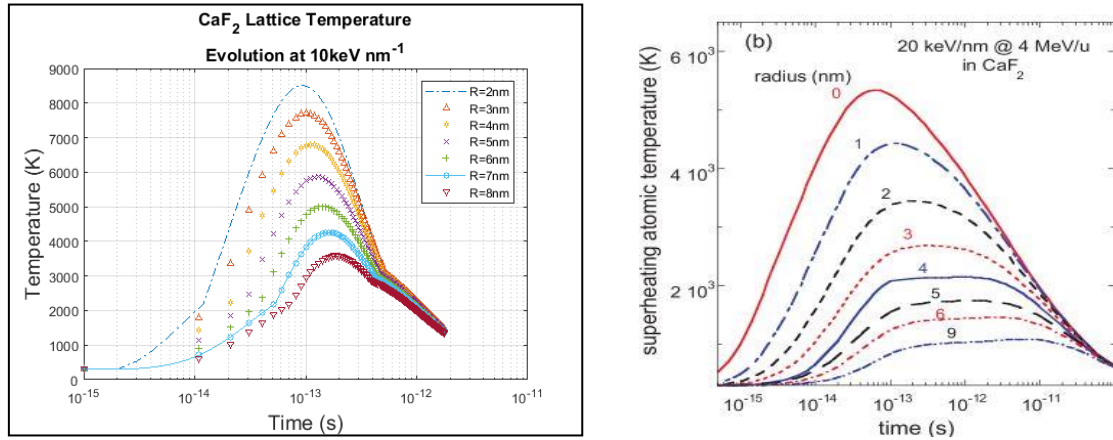 CaF2 Lattice Temperature
Evolution at 10keV nm-1
Temperature (K)
9000
8000
7000
6000
5000
4000
3000
2000
1000
0
R=2nm
R=3nm
R=4nm
R=5nm
R=6nm
R=7nm
R=8nm
10-15
10-14
10-13
10-12
10-11
Time (s)
(b)
20 keV/nm @ 4 MeV/u
in CaF2
radius (nm)
0
1
2
3
4
5
6
9
superheating atomic temperature (K)
6 103
4 103
2 103
10-15
10-14
10-13
10-12
10-11
time (s)